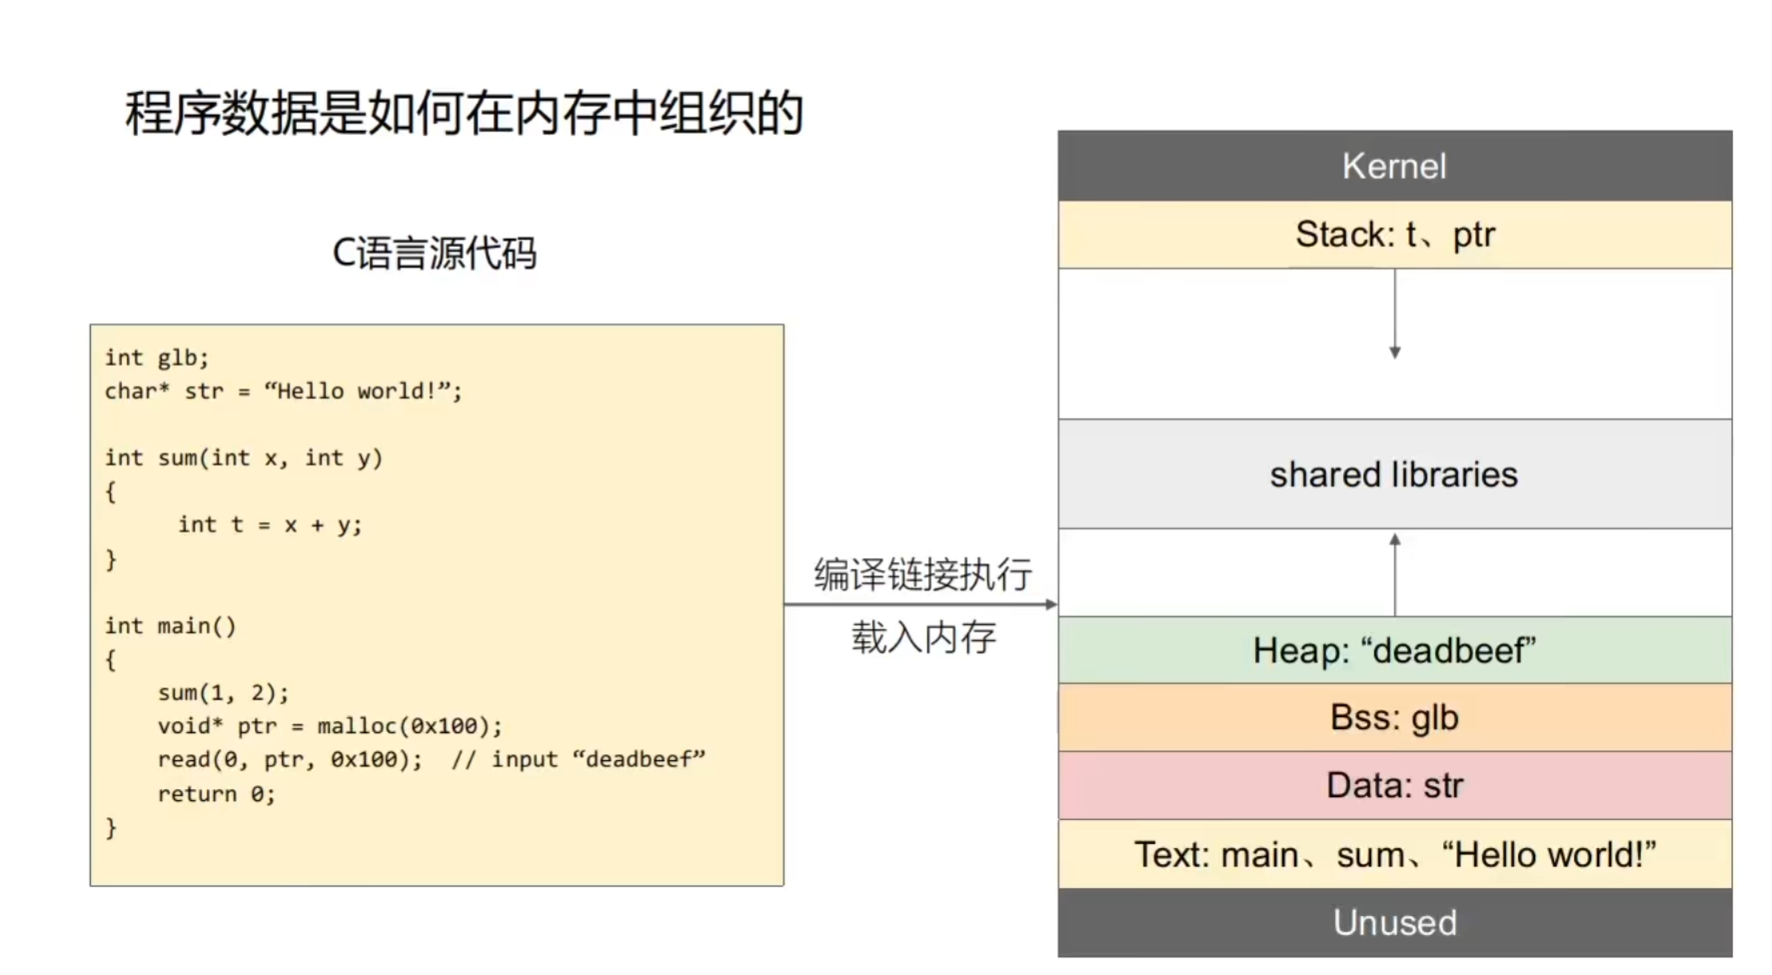 程序数据是如何在内存中组织的
C语言源代码
int glb;
char* str = “Hello world!”;
int sum(int x, int y)
{
int t = x + y;
}
int main()
{
sum(1, 2);
void* ptr = malloc(0x100);
read(0, ptr, 0x100);  // input “deadbeef”
return 0;
}
编译链接执行
载入内存
Kernel
Stack: t、ptr
shared libraries
Heap: “deadbeef”
Bss: glb
Data: str
Text: main、sum、“Hello world!”
Unused